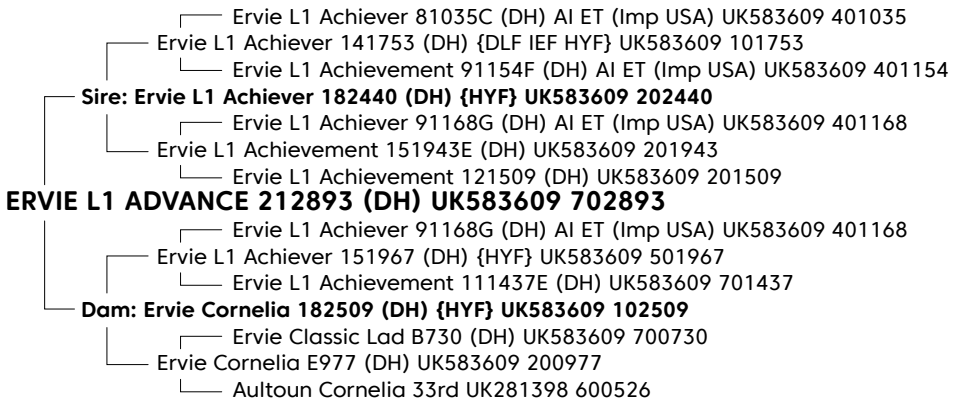 Ervie L1 Achiever 81035C (DH) AI ET (Imp USA) UK583609 401035
Ervie L1 Achiever 141753 (DH) {DLF IEF HYF} UK583609 101753
Ervie L1 Achievement 91154F (DH) AI ET (Imp USA) UK583609 401154
Sire: Ervie L1 Achiever 182440 (DH) {HYF} UK583609 202440
Ervie L1 Achiever 91168G (DH) AI ET (Imp USA) UK583609 401168
Ervie L1 Achievement 151943E (DH) UK583609 201943
Ervie L1 Achievement 121509 (DH) UK583609 201509
ERVIE L1 ADVANCE 212893 (DH) UK583609 702893
Ervie L1 Achiever 91168G (DH) AI ET (Imp USA) UK583609 401168
Ervie L1 Achiever 151967 (DH) {HYF} UK583609 501967
Ervie L1 Achievement 111437E (DH) UK583609 701437
Dam: Ervie Cornelia 182509 (DH) {HYF} UK583609 102509
Ervie Classic Lad B730 (DH) UK583609 700730
Ervie Cornelia E977 (DH) UK583609 200977
Aultoun Cornelia 33rd UK281398 600526